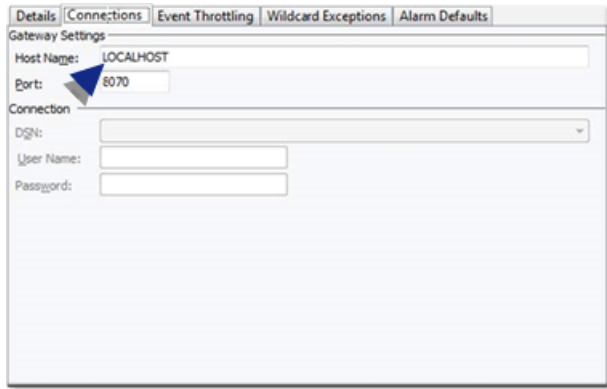 Details Connections Event Throttling Wildcard Exceptions Alarm Defaults
Gateway Settings
Host Name: LOCALHOST
Port: 8070
Connection
DSN:
User Name:
Password: